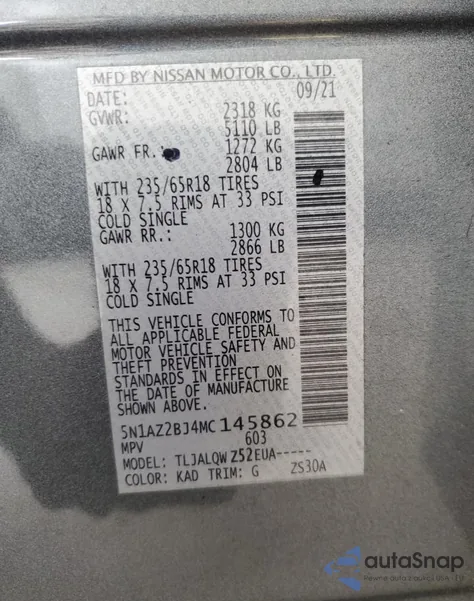 MFD BY NISSAN MOTOR CO., LTD.
DATE: 09/21
GVWR: 2318 KG
5110 LB
GAWR FR.: 1272 KG
2804 LB
WITH 235/65R18 TIRES
18 X 7.5 RIMS AT 33 PSI
COLD SINGLE
GAWR RR.: 1300 KG
2866 LB
WITH 235/65R18 TIRES
18 X 7.5 RIMS AT 33 PSI
COLD SINGLE
THIS VEHICLE CONFORMS TO
ALL APPLICABLE FEDERAL
MOTOR VEHICLE SAFETY AND
THEFT PREVENTION
STANDARDS IN EFFECT ON
THE DATE OF MANUFACTURE
SHOWN ABOVE.
5N1AZ2BJ4MC145862
MPV 603
MODEL: TLJALQWZ52EUA-----
COLOR: KAD TRIM: G ZS30A
autoSnap